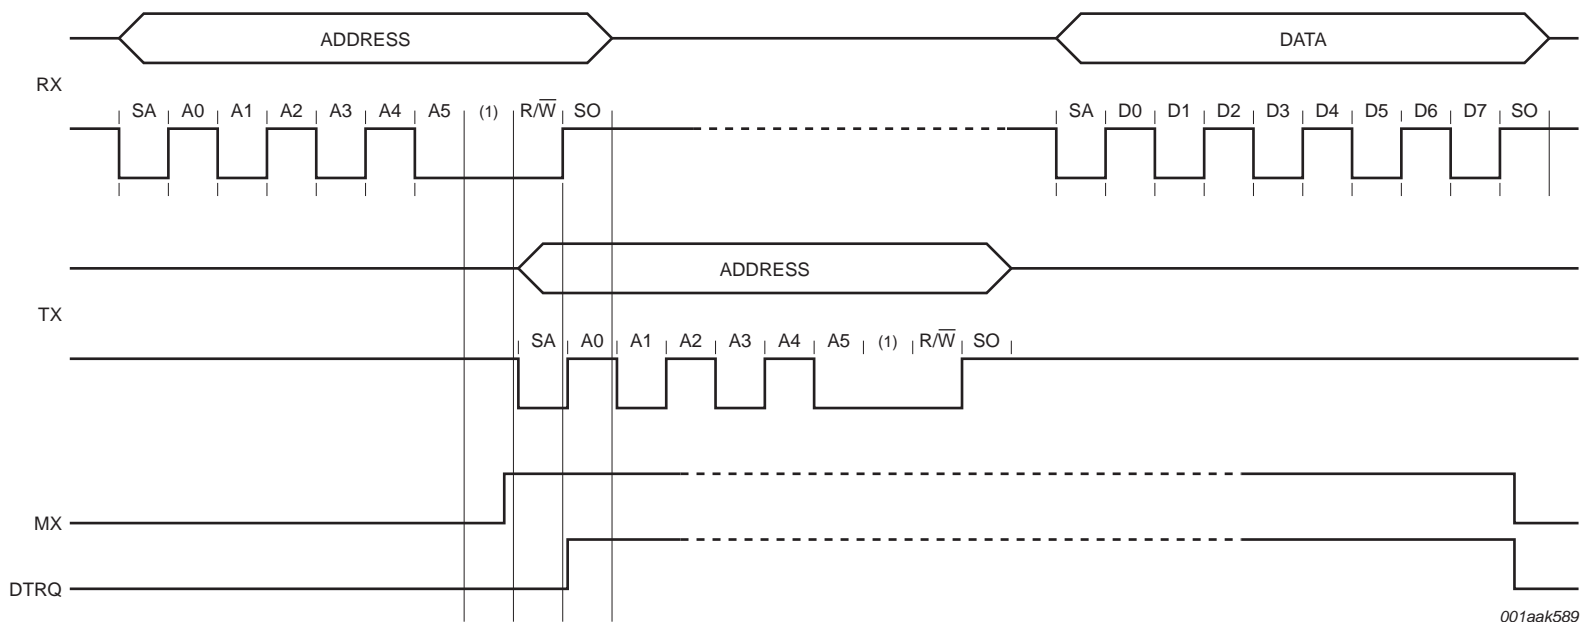 ADDRESS DATA
RX
SA A0 A1 A2 A3 A4 A5 (1) R/W̅ SO SA D0 D1 D2 D3 D4 D5 D6 D7 SO
ADDRESS
TX
SA A0 A1 A2 A3 A4 A5 (1) R/W̅ SO
MX
DTRQ
001aak589